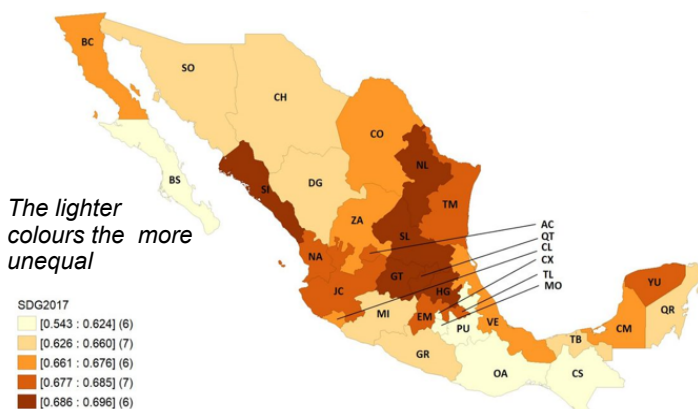 BC
SO
CH
CO
BS
NL
SI
DG
TM
ZA
SL
The lighter
colours the more
unequal
AC
QT
CL
CX
TL
MO
NA
GT
JC
HG
YU
QR
MI
EM
PU
VE
CM
TB
GR
OA
CS
SDG2017
[0.543 : 0.624] (6)
[0.626 : 0.660] (7)
[0.661 : 0.676] (6)
[0.677 : 0.685] (7)
[0.686 : 0.696] (6)